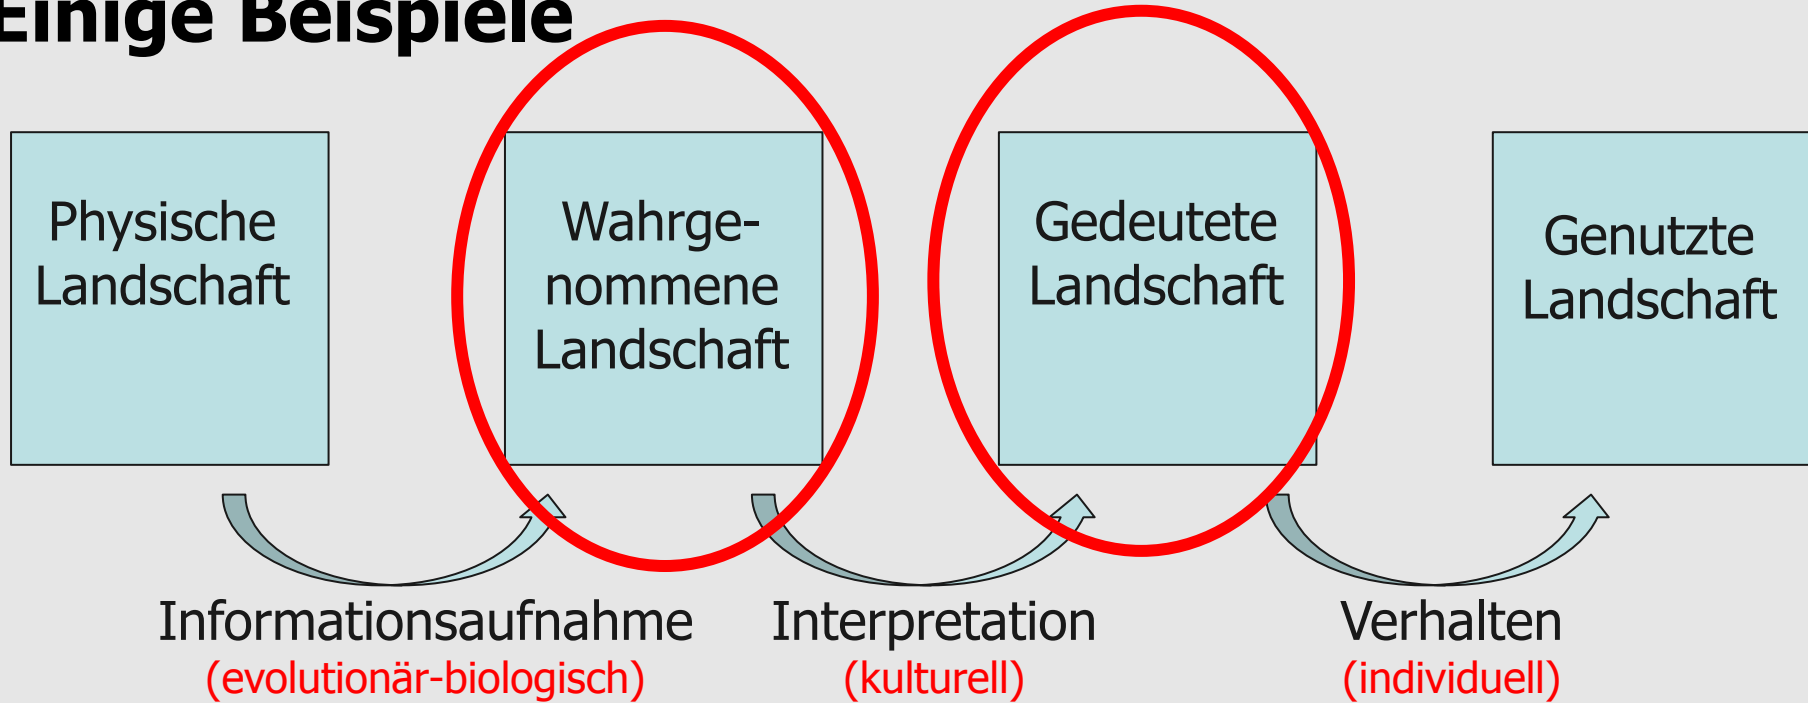 Einige Beispiele
Physische
Landschaft
Wahrge-
nommene
Landschaft
Gedeutete
Landschaft
Genutzte
Landschaft
Informationsaufnahme
(evolutionär-biologisch)
Interpretation
(kulturell)
Verhalten
(individuell)